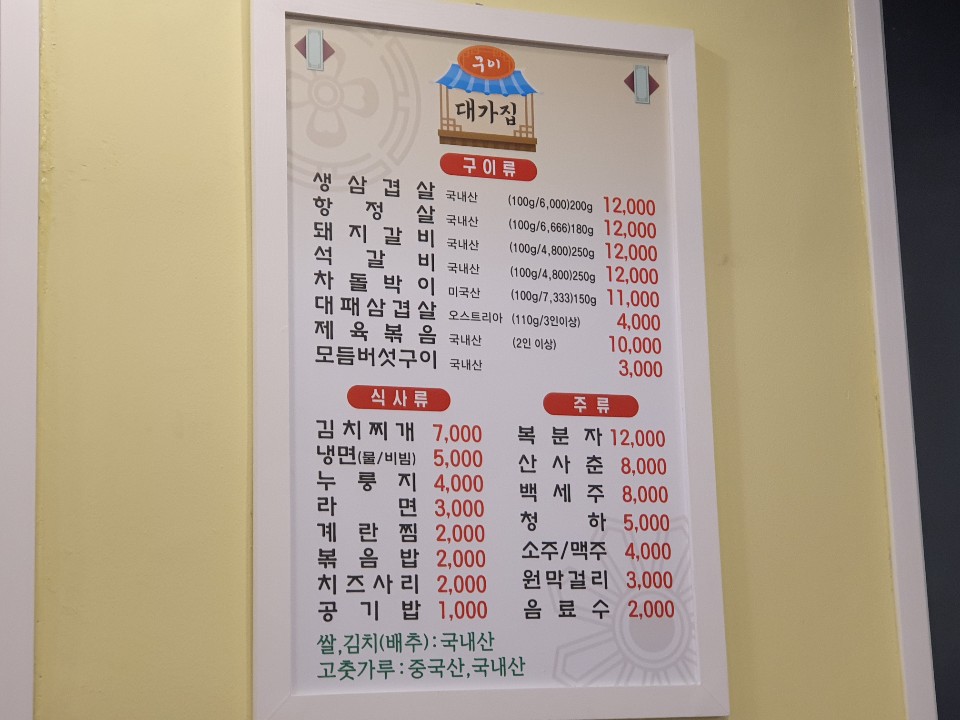 구이
대가집
구이류
생삼겹살 국내산 (100g/6,000)200g 12,000
항정살 국내산 (100g/6,666)180g 12,000
돼지갈비 국내산 (100g/4,800)250g 12,000
석갈비 국내산 (100g/4,800)250g 12,000
차돌박이 미국산 (100g/7,333)150g 11,000
대패삼겹살 오스트리아 (110g/3인이상) 4,000
제육볶음 국내산 (2인 이상) 10,000
모듬버섯구이 국내산 3,000
식사류
김치찌개 7,000
냉면(물/비빔) 5,000
누룽지 4,000
라면 3,000
계란찜 2,000
볶음밥 2,000
치즈사리 2,000
공기밥 1,000
주류
복분자 12,000
산사춘 8,000
백세주 8,000
청하 5,000
소주/맥주 4,000
원막걸리 3,000
음료수 2,000
쌀,김치(배추) : 국내산
고춧가루 : 중국산,국내산